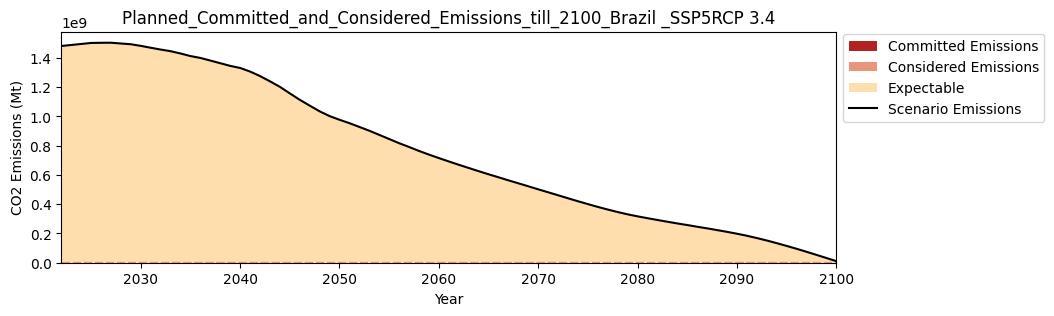 Planned_Committed_and_Considered_Emissions_till_2100_Brazil _SSP5RCP 3.4
1e9
1.4
1.2
1.0
0.8
0.6
0.4
0.2
0.0
CO2 Emissions (Mt)
2030 2040 2050 2060 2070 2080 2090 2100
Year
Committed Emissions
Considered Emissions
Expectable
Scenario Emissions